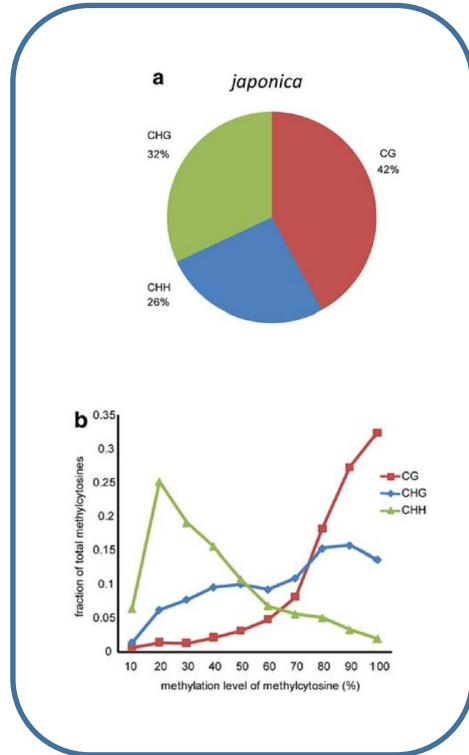 a
japonica
CHG
32%
CG
42%
CHH
26%
b
0.35
0.3
0.25
0.2
0.15
0.1
0.05
0
fraction of total methylcytosines
CG
CHG
CHH
10 20 30 40 50 60 70 80 90 100
methylation level of methylcytosine (%)